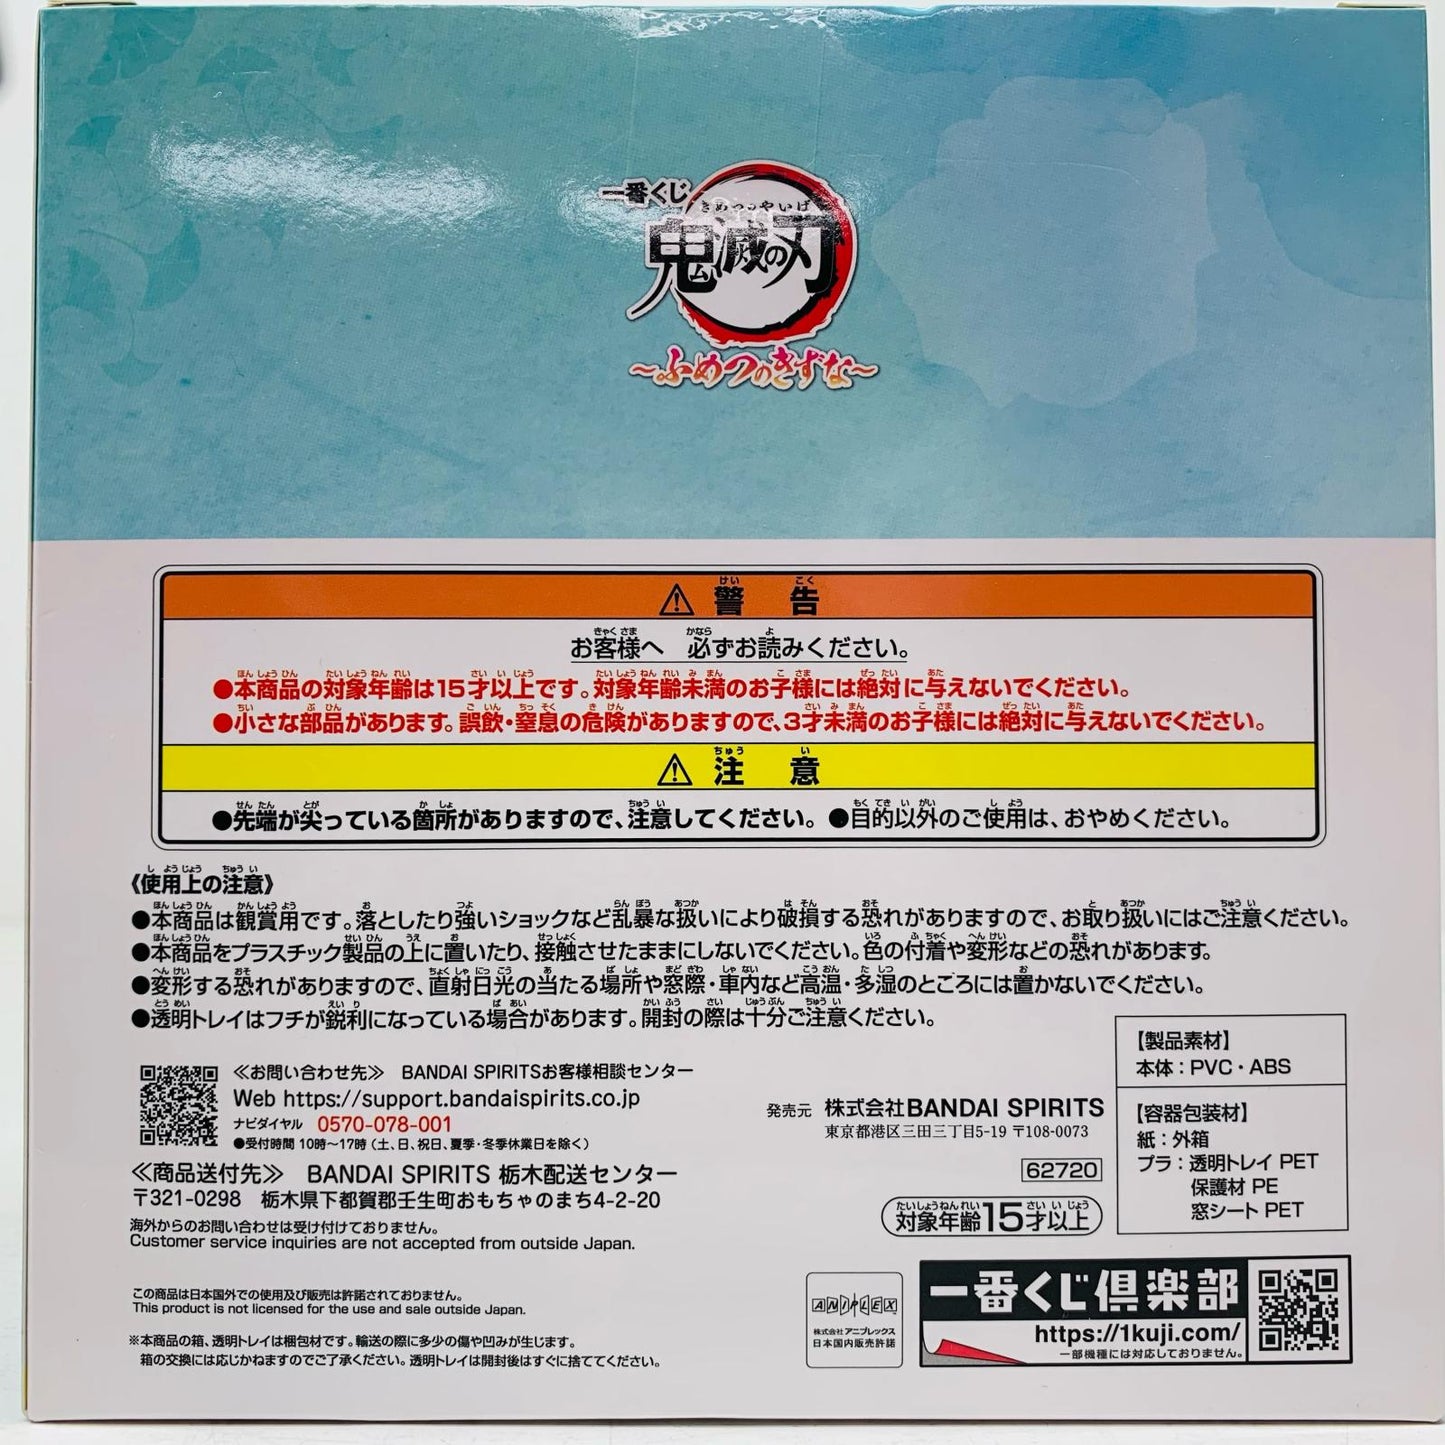 一番くじ
きめつのやいば
鬼滅の刃
～ふめつのきずな～
⚠ 警告
お客様へ 必ずお読みください。
●本商品の対象年齢は15才以上です。対象年齢未満のお子様には絶対に与えないでください。
●小さな部品があります。誤飲・窒息の危険がありますので、3才未満のお子様には絶対に与えないでください。
⚠ 注意
●先端が尖っている箇所がありますので、注意してください。●目的以外のご使用は、おやめください。
《使用上の注意》
●本商品は観賞用です。落としたり強いショックなど乱暴な扱いにより破損する恐れがありますので、お取り扱いにはご注意ください。
●本商品をプラスチック製品の上に置いたり、接触させたままにしないでください。色の付着や変形などの恐れがあります。
●変形する恐れがありますので、直射日光の当たる場所や窓際・車内など高温・多湿のところには置かないでください。
●透明トレイはフチが鋭利になっている場合があります。開封の際は十分ご注意ください。
≪お問い合わせ先≫ BANDAI SPIRITSお客様相談センター
Web https://support.bandaispirits.co.jp
ナビダイヤル 0570-078-001
●受付時間 10時～17時(土、日、祝日、夏季・冬季休業日を除く)
≪商品送付先≫ BANDAI SPIRITS 栃木配送センター
〒321-0298 栃木県下都賀郡壬生町おもちゃのまち4-2-20
海外からのお問い合わせは受け付けておりません。
Customer service inquiries are not accepted from outside Japan.
この商品は日本国外での使用及び販売は許諾されておりません。
This product is not licensed for the use and sale outside Japan.
※本商品の箱、透明トレイは梱包材です。輸送の際に多少の傷や凹みが生じます。
箱の交換には応じかねますのでご了承ください。透明トレイは開封後はすぐに捨ててください。
発売元 株式会社BANDAI SPIRITS
東京都港区三田三丁目5-19 〒108-0073
62720
対象年齢15才以上
【製品素材】
本体：PVC・ABS
【容器包装材】
紙：外箱
プラ：透明トレイ PET
保護材 PE
窓シート PET
ANIPLEX
株式会社アニプレックス
日本国内販売許諾
一番くじ倶楽部
https://1kuji.com/
一部機種には対応しておりません。